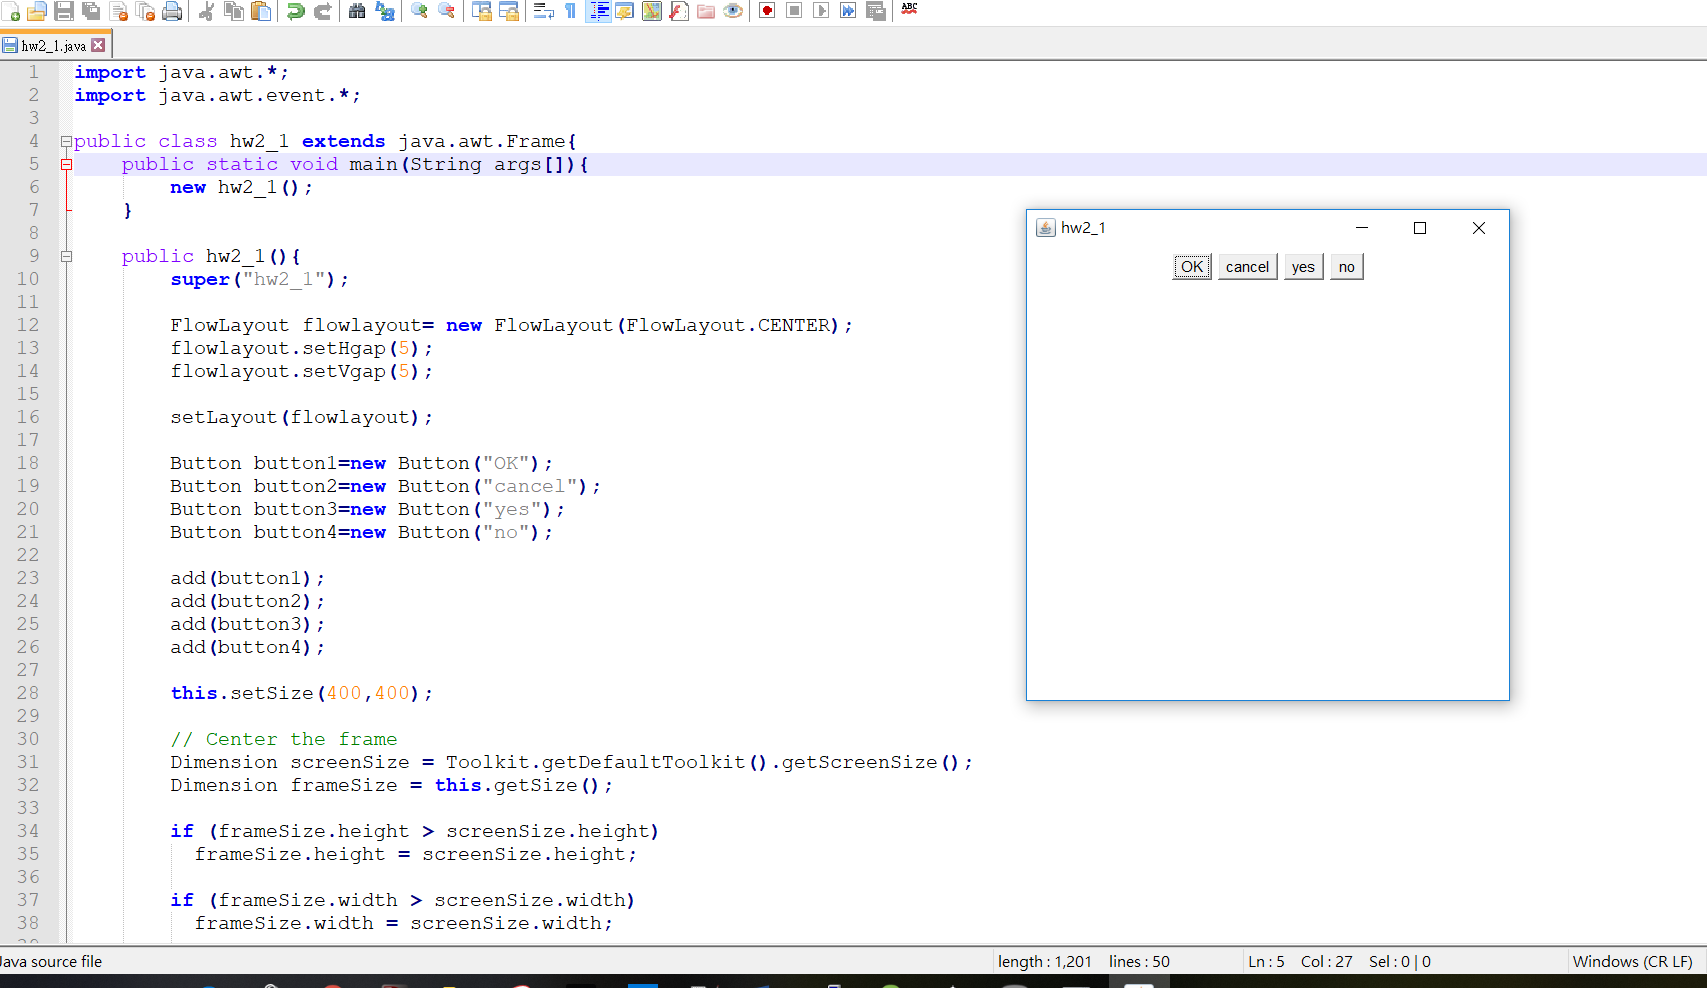 ABC
hw2_1.java
1 import java.awt.*;
2 import java.awt.event.*;
3
4 public class hw2_1 extends java.awt.Frame{
5     public static void main(String args[]){
6         new hw2_1();
7     }
8
9     public hw2_1(){
10         super("hw2_1");
11
12         FlowLayout flowlayout= new FlowLayout(FlowLayout.CENTER);
13         flowlayout.setHgap(5);
14         flowlayout.setVgap(5);
15
16         setLayout(flowlayout);
17
18         Button button1=new Button("OK");
19         Button button2=new Button("cancel");
20         Button button3=new Button("yes");
21         Button button4=new Button("no");
22
23         add(button1);
24         add(button2);
25         add(button3);
26         add(button4);
27
28         this.setSize(400,400);
29
30         // Center the frame
31         Dimension screenSize = Toolkit.getDefaultToolkit().getScreenSize();
32         Dimension frameSize = this.getSize();
33
34         if (frameSize.height > screenSize.height)
35           frameSize.height = screenSize.height;
36
37         if (frameSize.width > screenSize.width)
38           frameSize.width = screenSize.width;
hw2_1
OK cancel yes no
Java source file length : 1,201 lines : 50 Ln : 5 Col : 27 Sel : 0 | 0 Windows (CR LF)